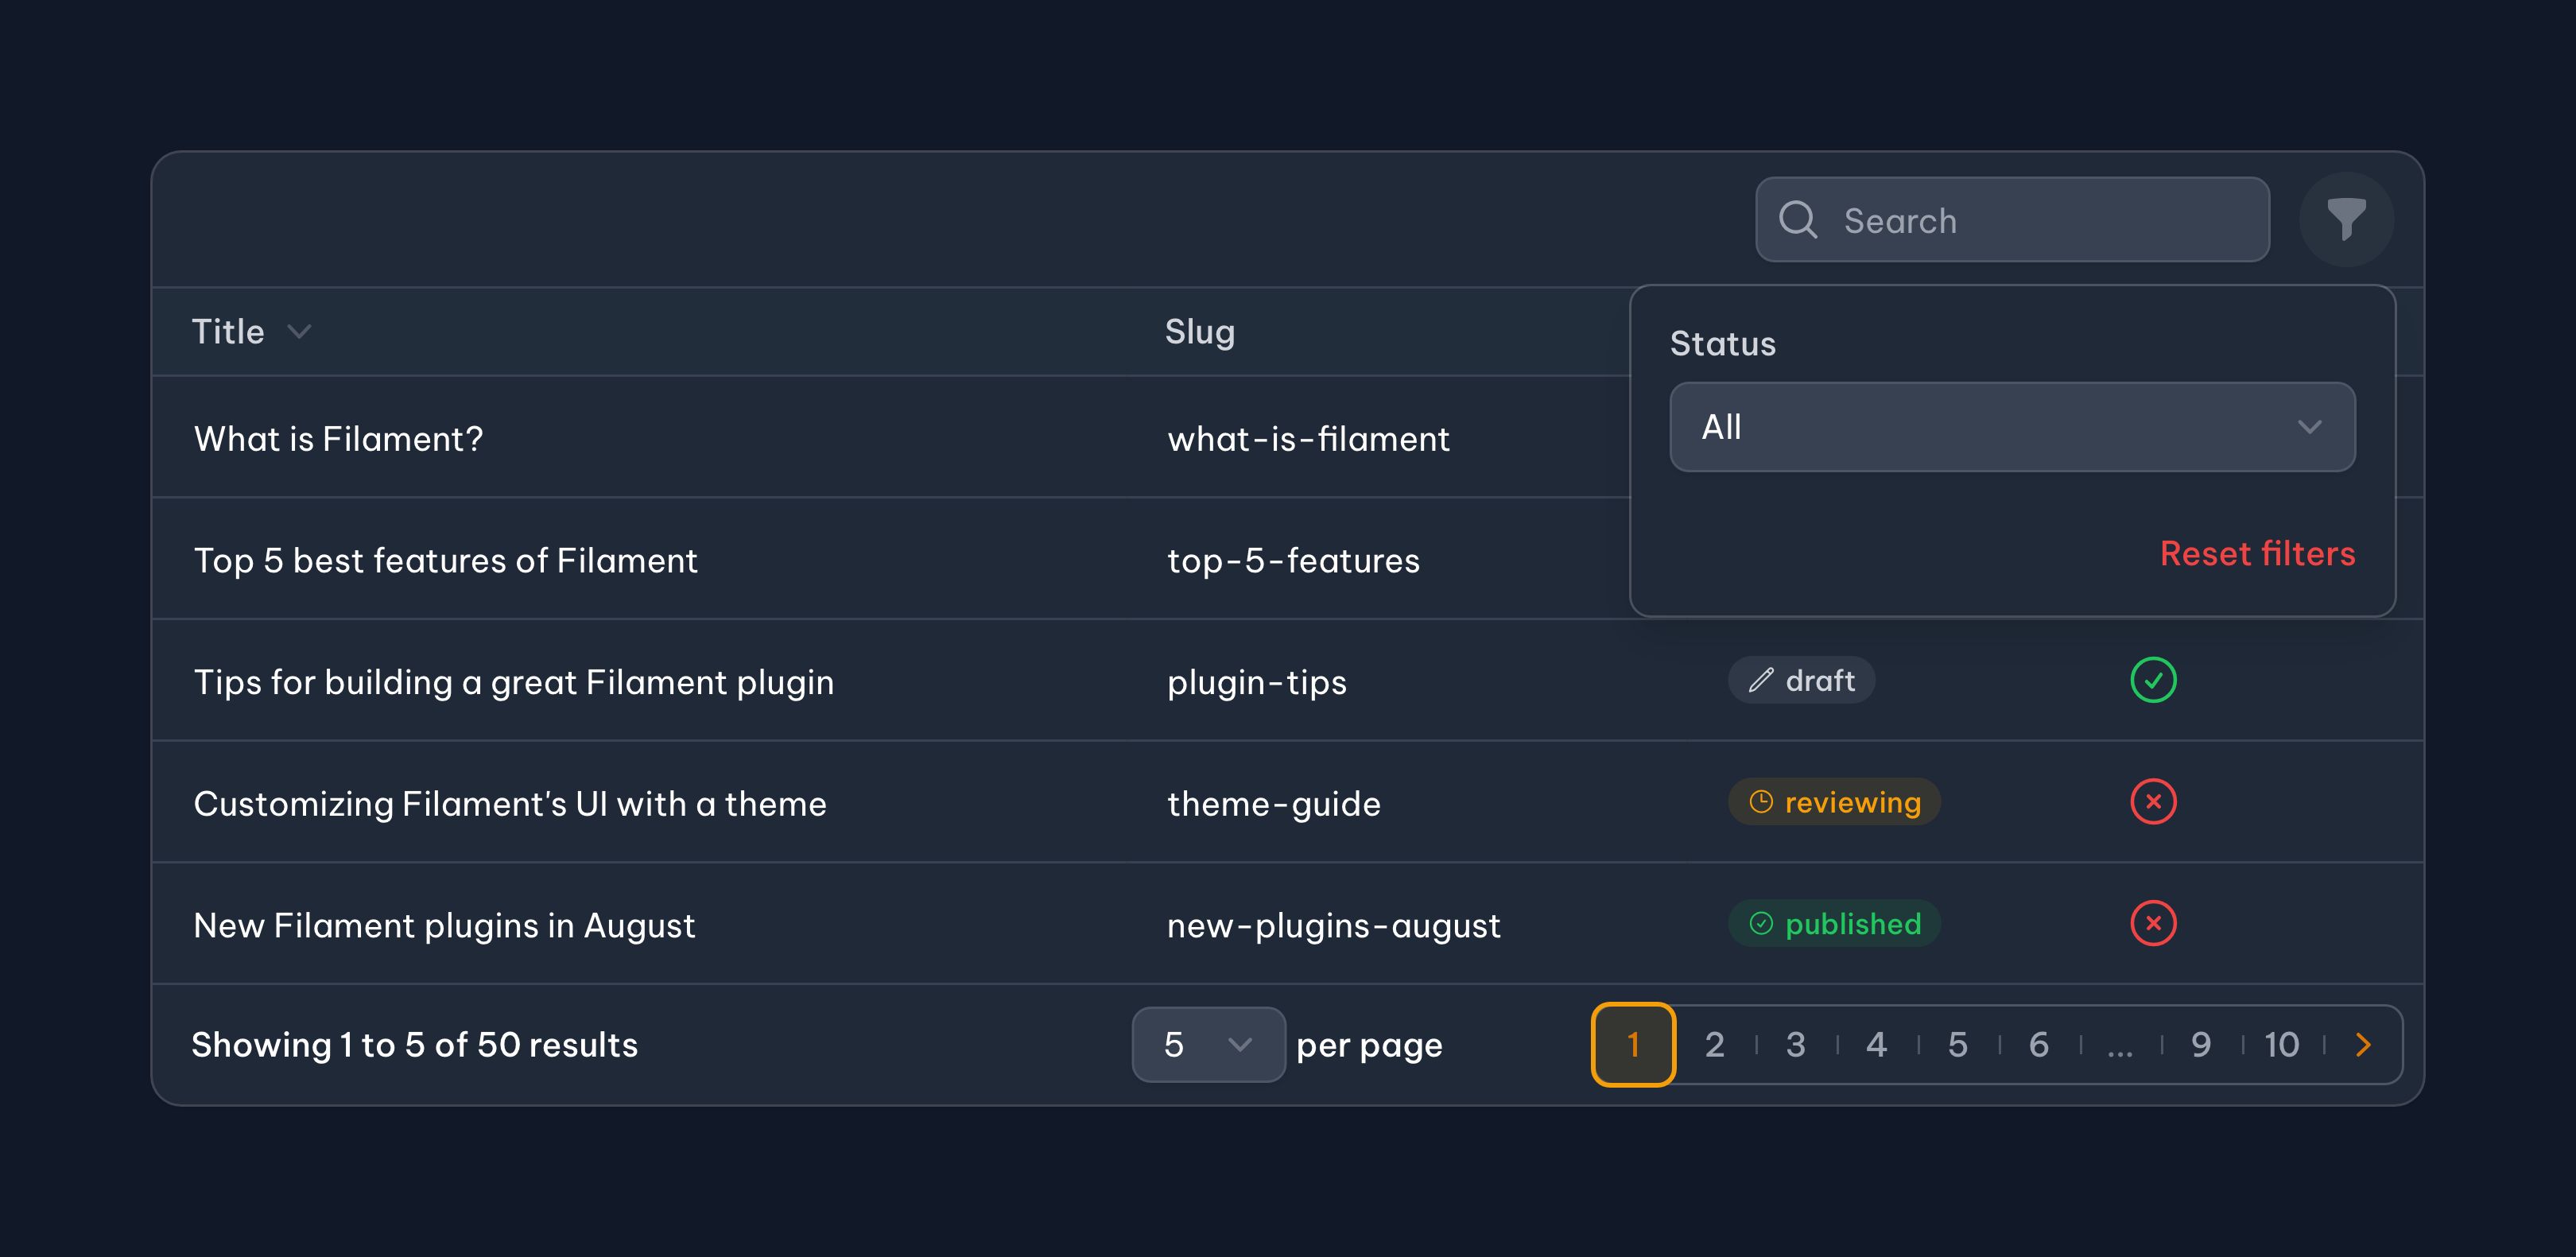 Search
Title Slug
Status
All
Reset filters
What is Filament? what-is-filament
Top 5 best features of Filament top-5-features
Tips for building a great Filament plugin plugin-tips draft
Customizing Filament's UI with a theme theme-guide reviewing
New Filament plugins in August new-plugins-august published
Showing 1 to 5 of 50 results 5 per page 1 2 3 4 5 6 ... 9 10